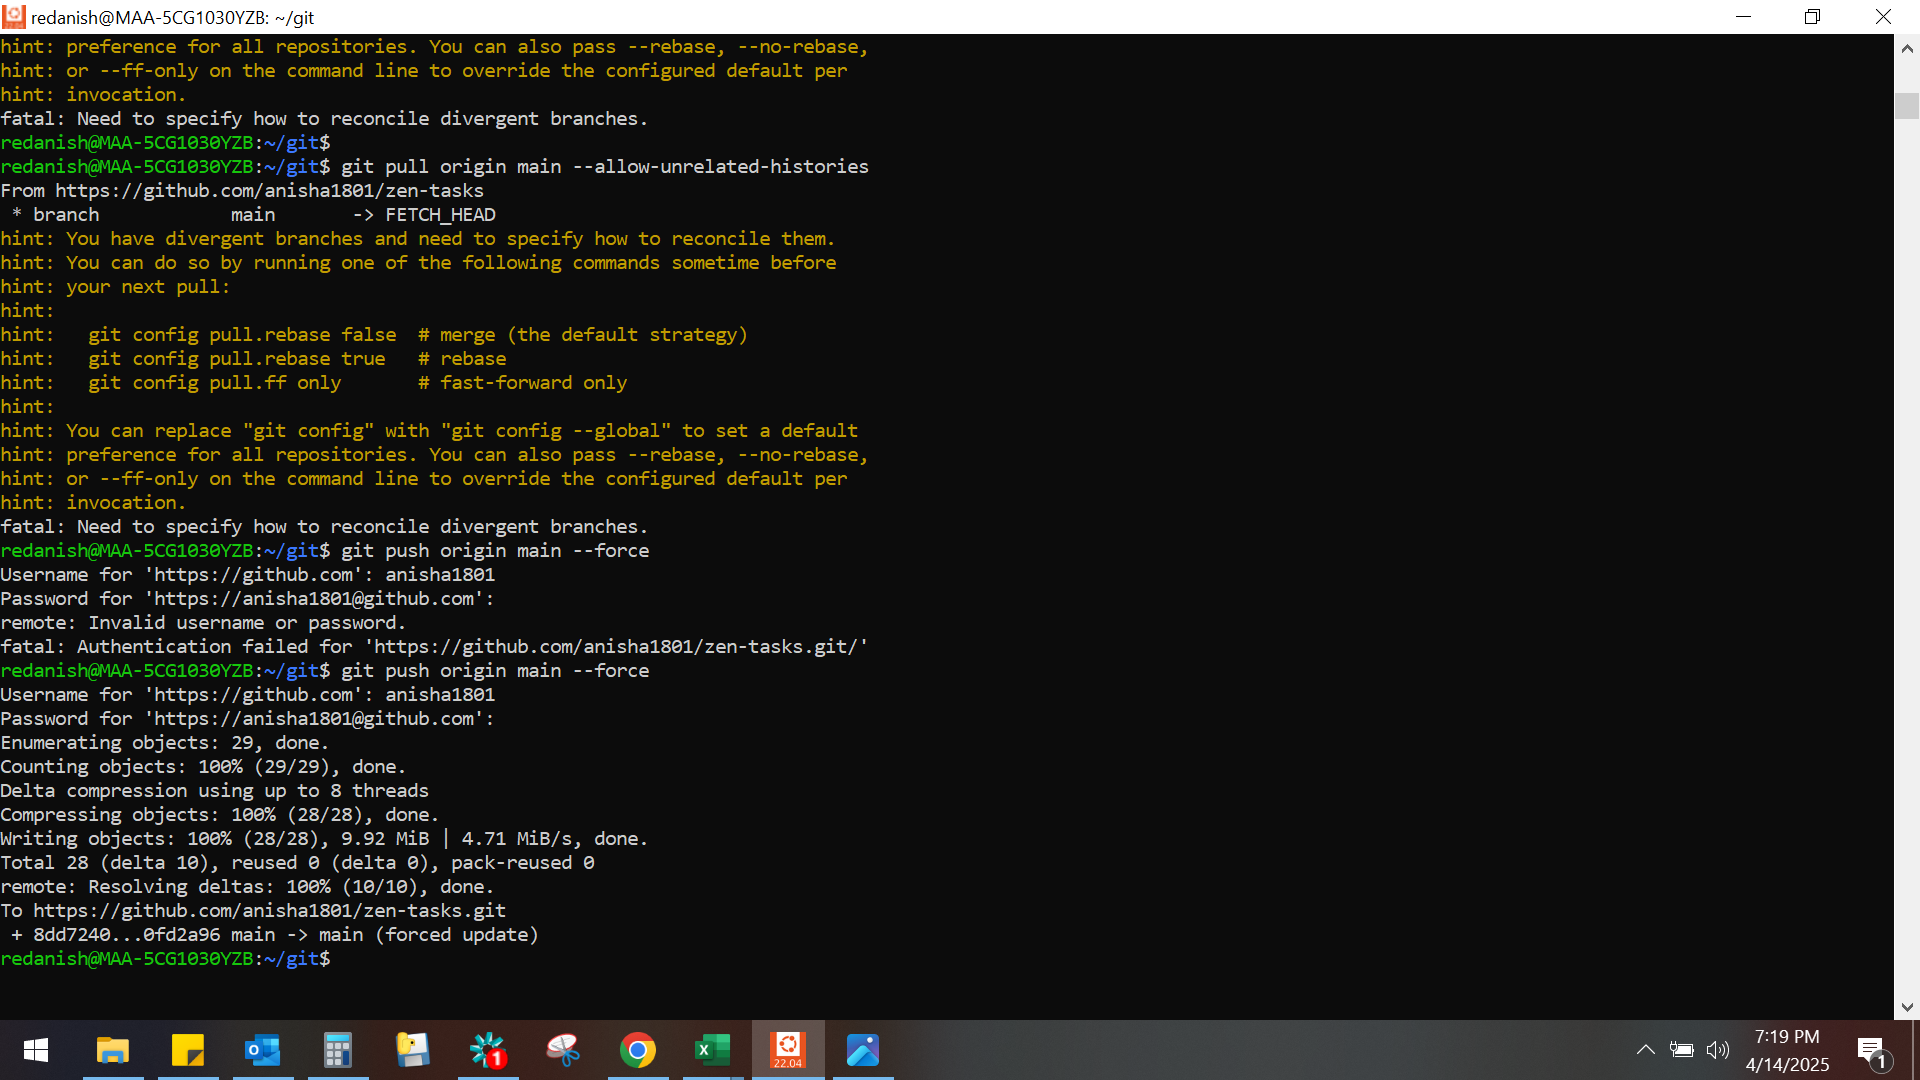 redanish@MAA-5CG1030YZB: ~/git
hint: preference for all repositories. You can also pass --rebase, --no-rebase,
hint: or --ff-only on the command line to override the configured default per
hint: invocation.
fatal: Need to specify how to reconcile divergent branches.
redanish@MAA-5CG1030YZB:~/git$
redanish@MAA-5CG1030YZB:~/git$ git pull origin main --allow-unrelated-histories
From https://github.com/anisha1801/zen-tasks
 * branch            main       -> FETCH_HEAD
hint: You have divergent branches and need to specify how to reconcile them.
hint: You can do so by running one of the following commands sometime before
hint: your next pull:
hint:
hint:   git config pull.rebase false  # merge (the default strategy)
hint:   git config pull.rebase true   # rebase
hint:   git config pull.ff only       # fast-forward only
hint:
hint: You can replace "git config" with "git config --global" to set a default
hint: preference for all repositories. You can also pass --rebase, --no-rebase,
hint: or --ff-only on the command line to override the configured default per
hint: invocation.
fatal: Need to specify how to reconcile divergent branches.
redanish@MAA-5CG1030YZB:~/git$ git push origin main --force
Username for 'https://github.com': anisha1801
Password for 'https://anisha1801@github.com':
remote: Invalid username or password.
fatal: Authentication failed for 'https://github.com/anisha1801/zen-tasks.git/'
redanish@MAA-5CG1030YZB:~/git$ git push origin main --force
Username for 'https://github.com': anisha1801
Password for 'https://anisha1801@github.com':
Enumerating objects: 29, done.
Counting objects: 100% (29/29), done.
Delta compression using up to 8 threads
Compressing objects: 100% (28/28), done.
Writing objects: 100% (28/28), 9.92 MiB | 4.71 MiB/s, done.
Total 28 (delta 10), reused 0 (delta 0), pack-reused 0
remote: Resolving deltas: 100% (10/10), done.
To https://github.com/anisha1801/zen-tasks.git
 + 8dd7240...0fd2a96 main -> main (forced update)
redanish@MAA-5CG1030YZB:~/git$
1
22.04
7:19 PM
4/14/2025
1